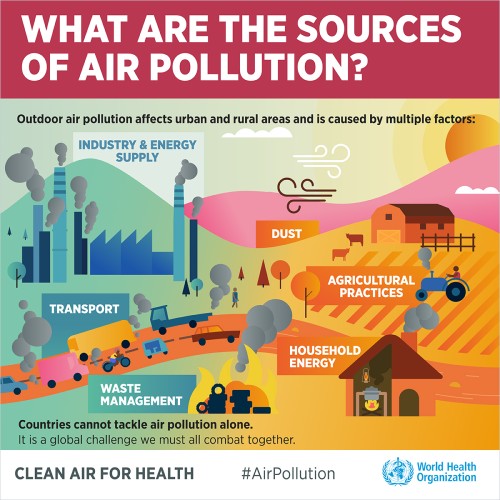 WHAT ARE THE SOURCES
OF AIR POLLUTION?
Outdoor air pollution affects urban and rural areas and is caused by multiple factors:
INDUSTRY & ENERGY
SUPPLY
DUST
AGRICULTURAL
PRACTICES
TRANSPORT
HOUSEHOLD
ENERGY
WASTE
MANAGEMENT
Countries cannot tackle air pollution alone.
It is a global challenge we must all combat together.
CLEAN AIR FOR HEALTH
#AirPollution
World Health
Organization